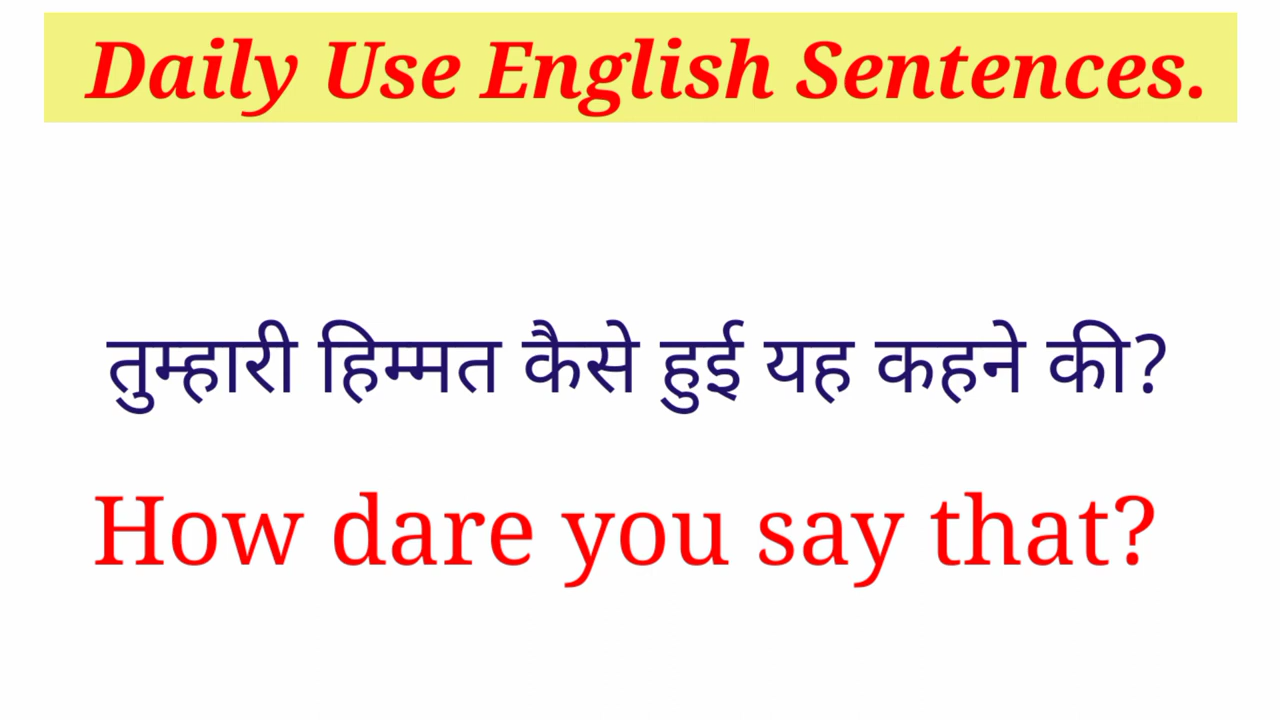 Daily Use English Sentences.
तुम्हारी हिम्मत कैसे हुई यह कहने की?
How dare you say that?